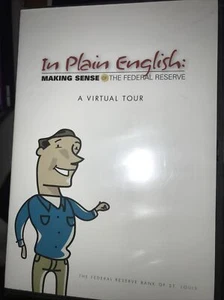 In Plain English:
MAKING SENSE OF THE FEDERAL RESERVE
A VIRTUAL TOUR
THE FEDERAL RESERVE BANK OF ST. LOUIS